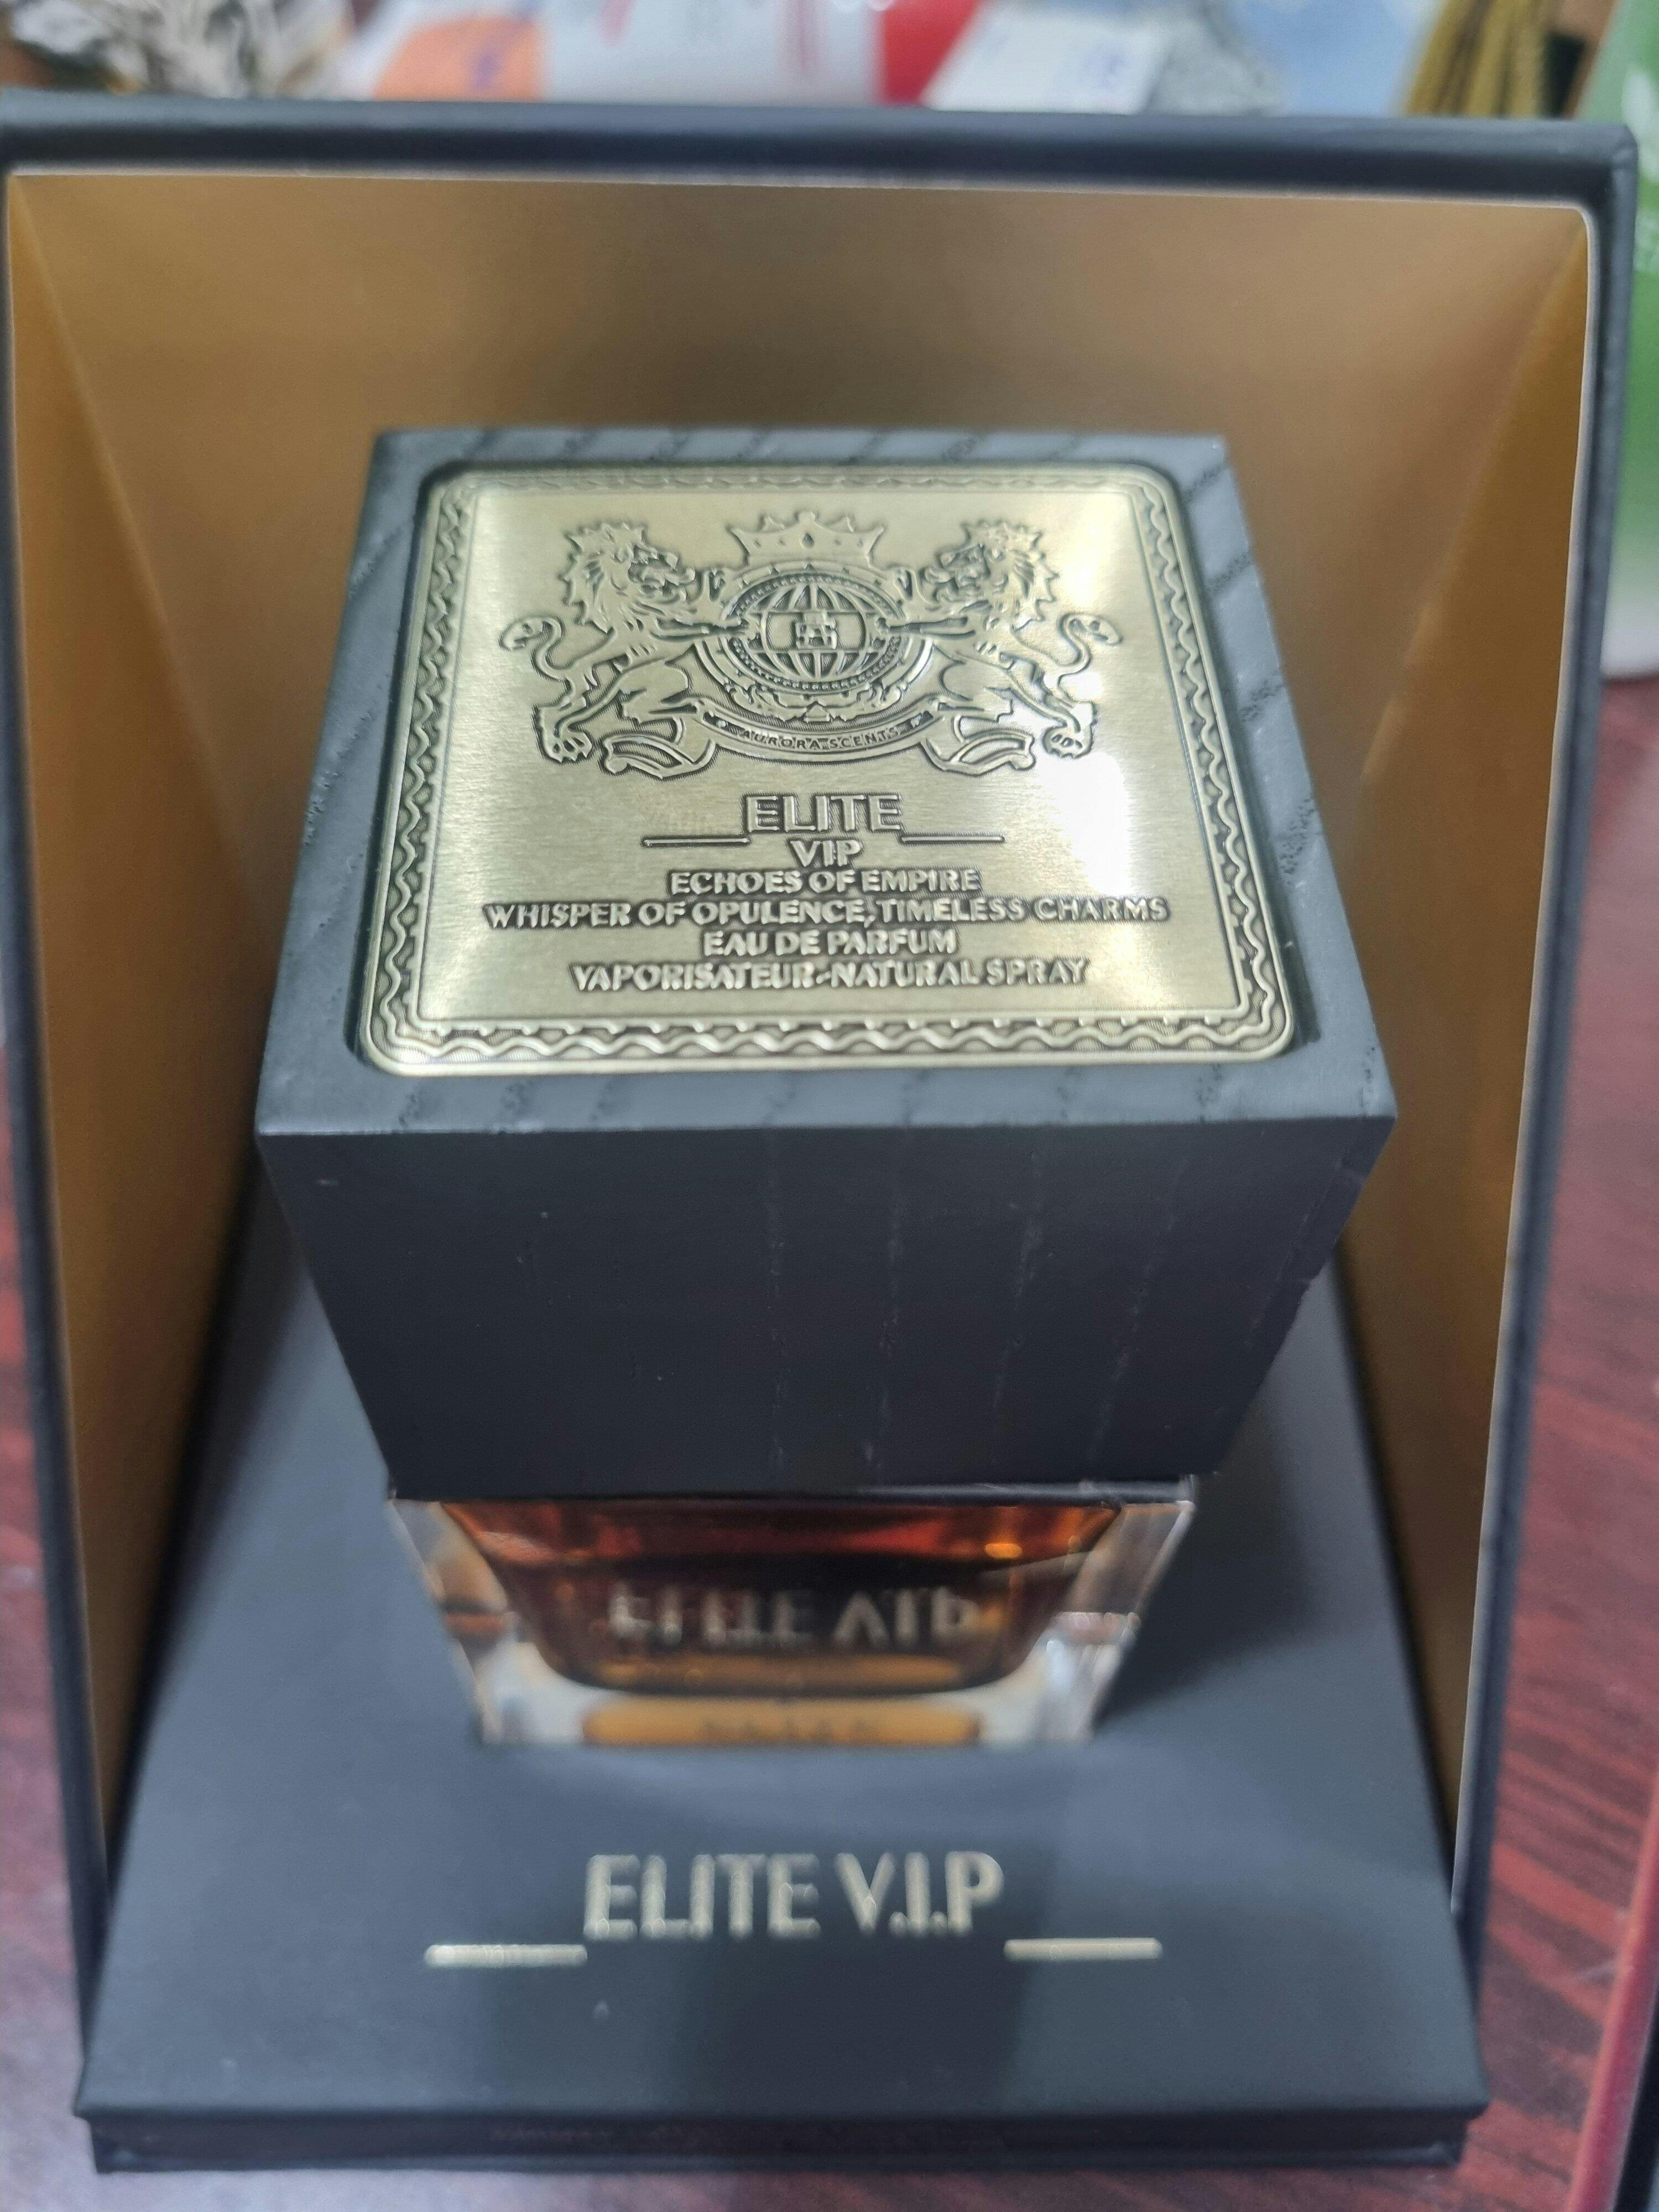 AURORA SCENTS
ELITE
VIP
ECHOES OF EMPIRE
WHISPER OF OPULENCE, TIMELESS CHARMS
EAU DE PARFUM
VAPORISATEUR-NATURAL SPRAY
ELITE V.I.P
ELITE V.I.P